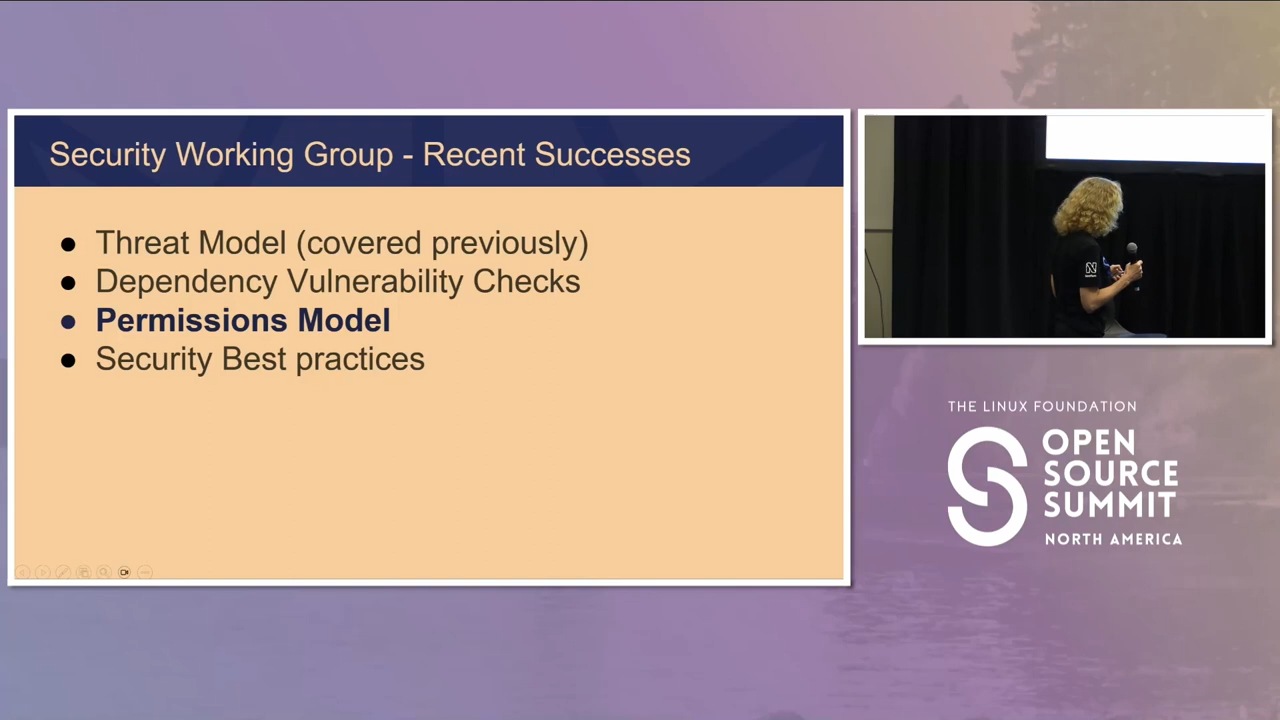 Security Working Group - Recent Successes
● Threat Model (covered previously)
● Dependency Vulnerability Checks
● Permissions Model
● Security Best practices
THE LINUX FOUNDATION
OPEN
SOURCE
SUMMIT
NORTH AMERICA